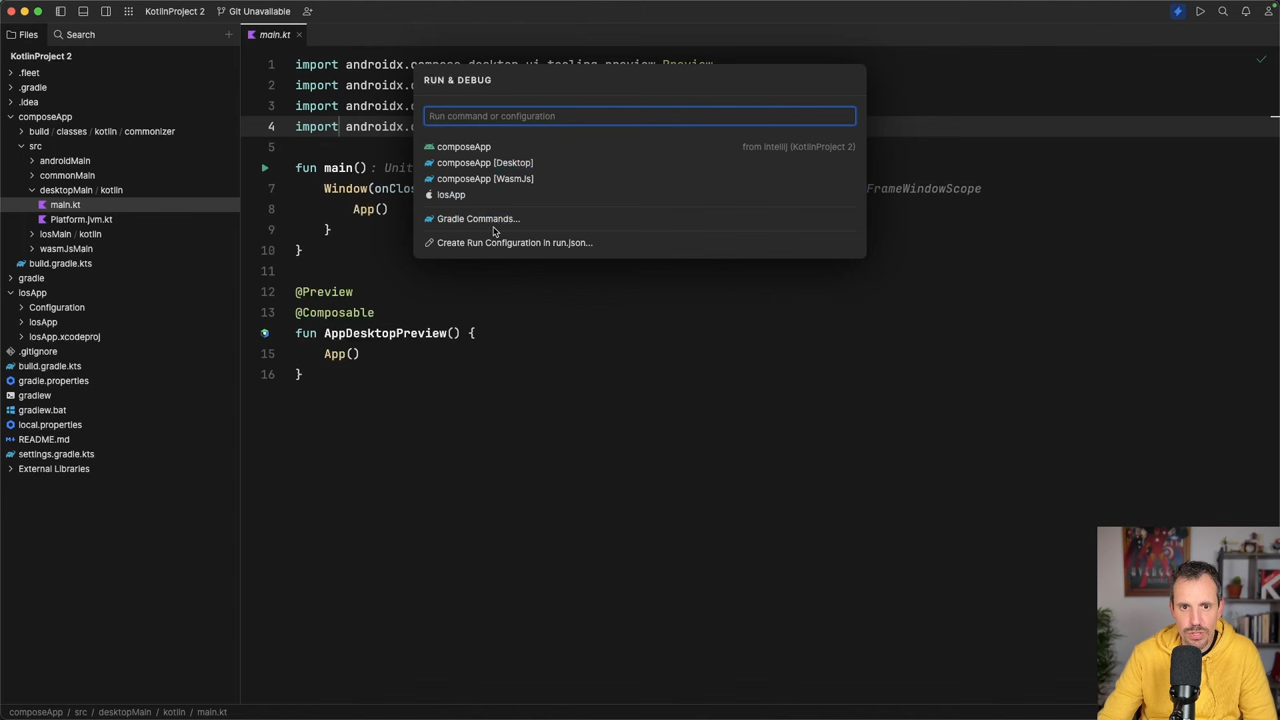 KotlinProject 2
Git Unavailable
Files
Search
main.kt
KotlinProject 2
.fleet
.gradle
.idea
composeApp
build / classes / kotlin / commonizer
src
androidMain
commonMain
desktopMain / kotlin
main.kt
Platform.jvm.kt
iosMain / kotlin
wasmJsMain
build.gradle.kts
gradle
iosApp
Configuration
iosApp
iosApp.xcodeproj
.gitignore
build.gradle.kts
gradle.properties
gradlew
gradlew.bat
local.properties
README.md
settings.gradle.kts
External Libraries
1 import androidx.compose.desktop.ui.tooling.preview.Preview
2 import androidx.
3 import androidx.
4 import androidx.
5
fun main() : Unit
7 Window(onClos FrameWindowScope
8 App()
9 }
10 }
11
12 @Preview
13 @Composable
fun AppDesktopPreview() {
15 App()
16 }
RUN & DEBUG
Run command or configuration
composeApp from Intellij (KotlinProject 2)
composeApp [Desktop]
composeApp [WasmJs]
iosApp
Gradle Commands...
Create Run Configuration in run.json...
composeApp / src / desktopMain / kotlin / main.kt